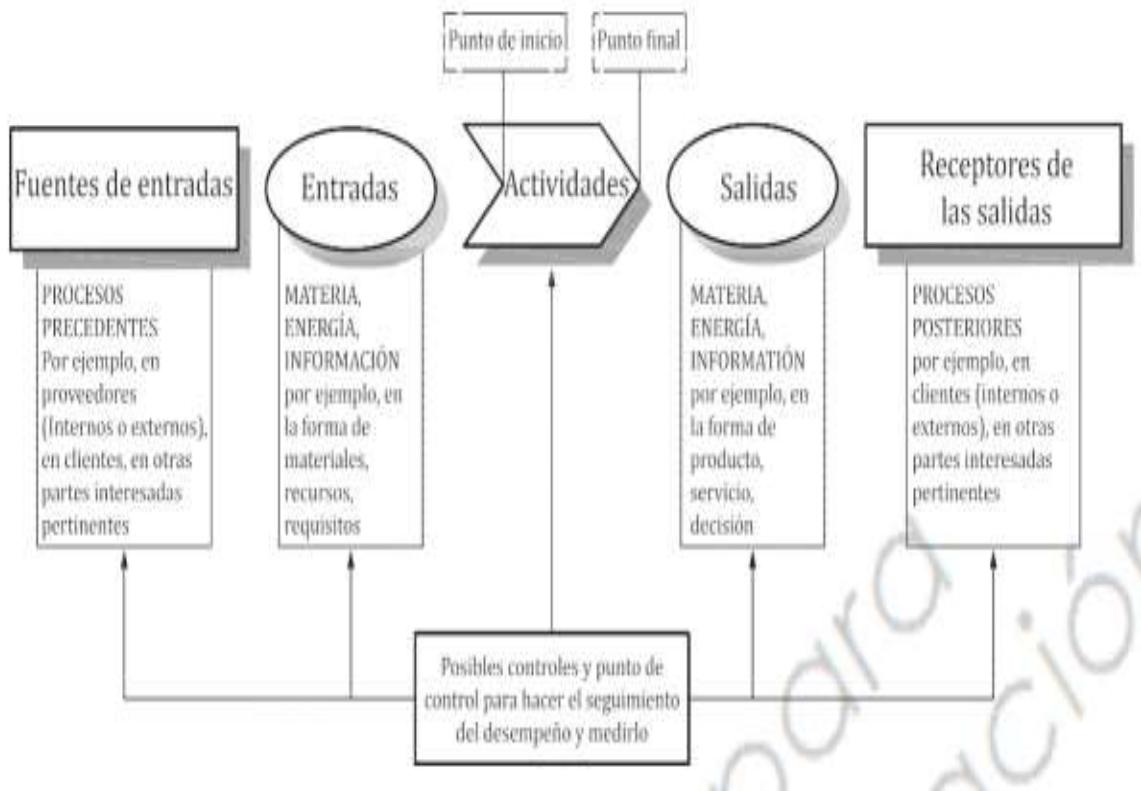 Punto de inicio
Punto final
Fuentes de entradas
Entradas
Actividades
Salidas
Receptores de
las salidas
PROCESOS
PRECEDENTES
Por ejemplo, en
proveedores
(Internos o externos),
en clientes, en otras
partes interesadas
pertinentes
MATERIA,
ENERGÍA,
INFORMACIÓN
por ejemplo, en
la forma de
materiales,
recursos,
requisitos
MATERIA,
ENERGÍA,
INFORMATIÓN
por ejemplo, en
la forma de
producto,
servicio,
decisión
PROCESOS
POSTERIORES
por ejemplo, en
clientes (internos o
externos), en otras
partes interesadas
pertinentes
Posibles controles y punto de
control para hacer el seguimiento
del desempeño y medirlo
para